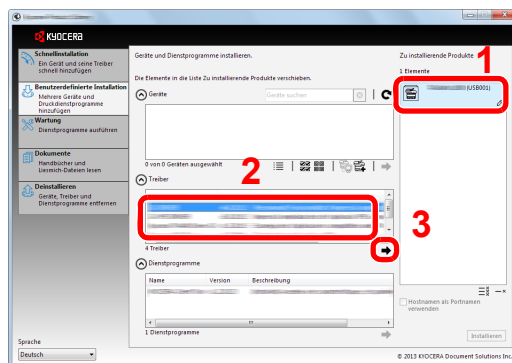 KYOCERA
Schnellinstallation
Ein Gerät und seine Treiber
schnell hinzufügen
Benutzerdefinierte Installation
Mehrere Geräte und
Druckdienstprogramme
hinzufügen
Wartung
Dienstprogramme ausführen
Dokumente
Handbücher und
Liesmich-Dateien lesen
Deinstallieren
Geräte, Treiber und
Dienstprogramme entfernen
Sprache
Deutsch
Geräte und Dienstprogramme installieren.
Die Elemente in die Liste Zu installierende Produkte verschieben.
Geräte
Geräte suchen
0 von 0 Geräten ausgewählt
2
Treiber
3
4 Treiber
Dienstprogramme
Name Version Beschreibung
1 Dienstprogramme
Zu installierende Produkte
1
1 Elemente
(USB001)
Hostnamen als Portnamen
verwenden
Installieren
© 2013 KYOCERA Document Solutions Inc.